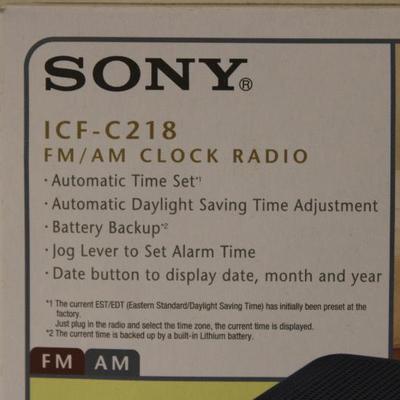 SONY®
ICF-C218
FM/AM CLOCK RADIO
· Automatic Time Set*1
· Automatic Daylight Saving Time Adjustment
· Battery Backup*2
· Jog Lever to Set Alarm Time
· Date button to display date, month and year
*1 The current EST/EDT (Eastern Standard/Daylight Saving Time) has initially been preset at the
factory.
Just plug in the radio and select the time zone, the current time is displayed.
*2 The current time is backed up by a built-in Lithium battery.
FM AM